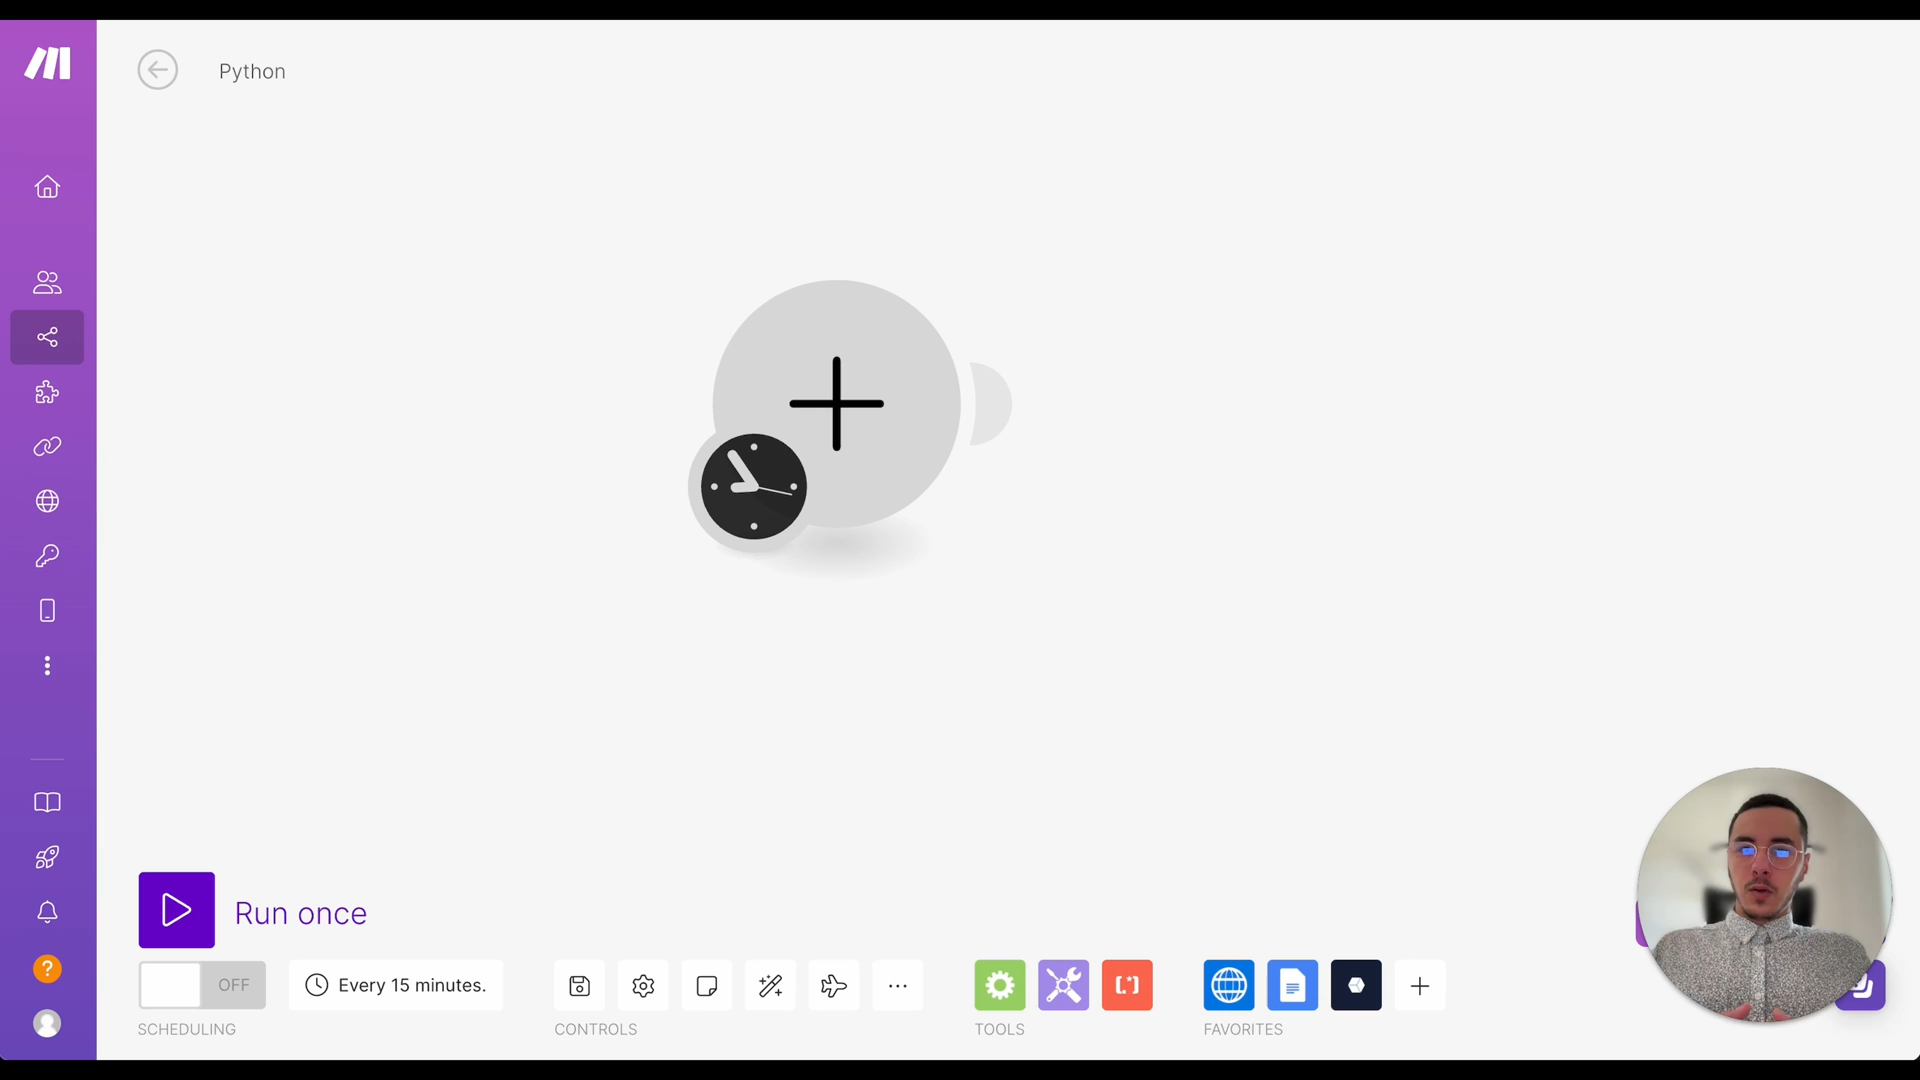 Python
Run once
OFF
Every 15 minutes.
SCHEDULING
CONTROLS
TOOLS
FAVORITES